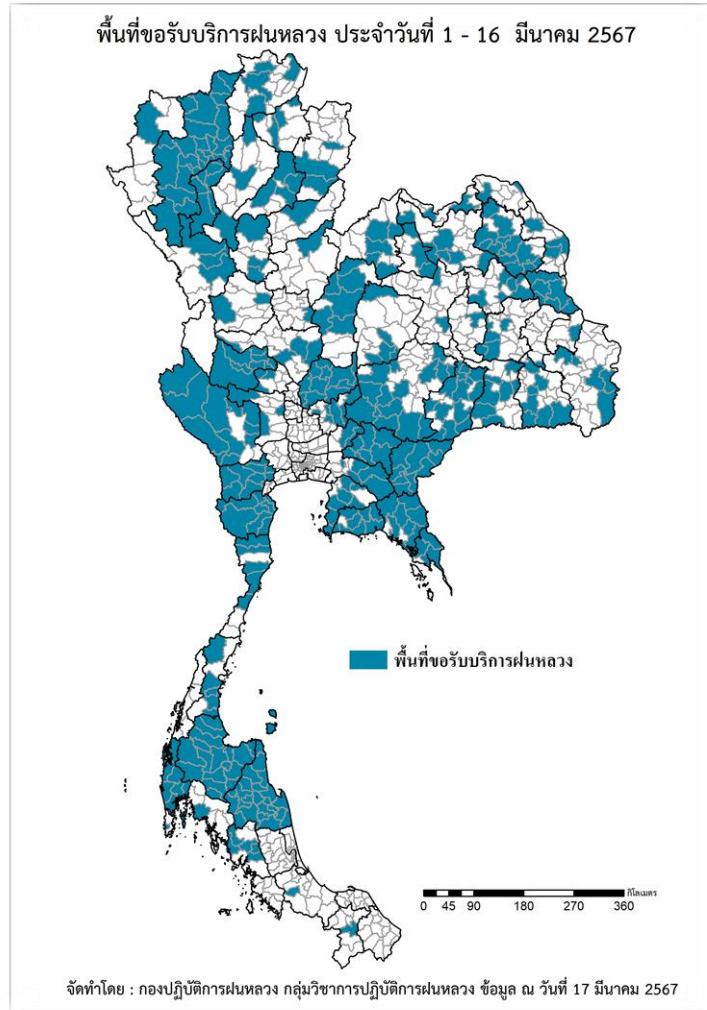 พื้นที่ขอรับบริการฝนหลวง ประจำวันที่ 1 - 16 มีนาคม 2567
พื้นที่ขอรับบริการฝนหลวง
กิโลเมตร
0 45 90 180 270 360
จัดทำโดย : กองปฏิบัติการฝนหลวง กลุ่มวิชาการปฏิบัติการฝนหลวง ข้อมูล ณ วันที่ 17 มีนาคม 2567